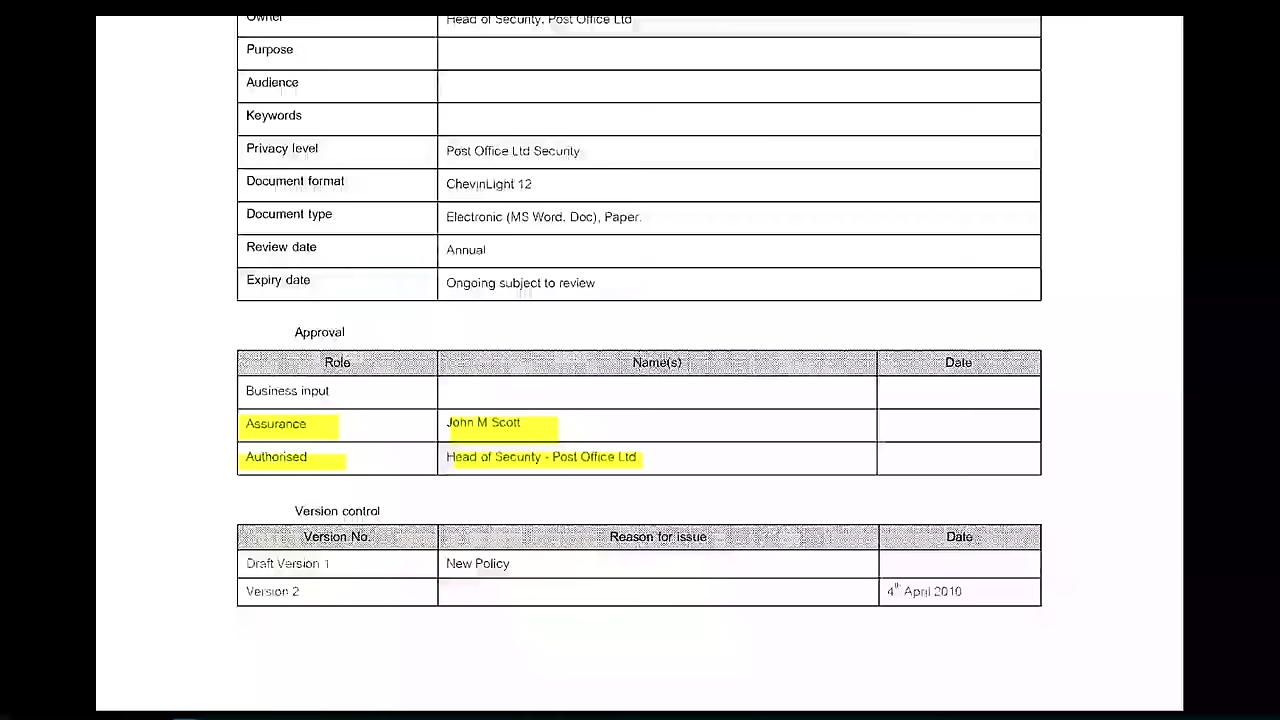 Owner Head of Security, Post Office Ltd
Purpose
Audience
Keywords
Privacy level Post Office Ltd Security
Document format ChevinLight 12
Document type Electronic (MS Word. Doc), Paper.
Review date Annual
Expiry date Ongoing subject to review
Approval
Role Name(s) Date
Business input
Assurance John M Scott
Authorised Head of Security - Post Office Ltd
Version control
Version No. Reason for issue Date
Draft Version 1 New Policy
Version 2 4th April 2010